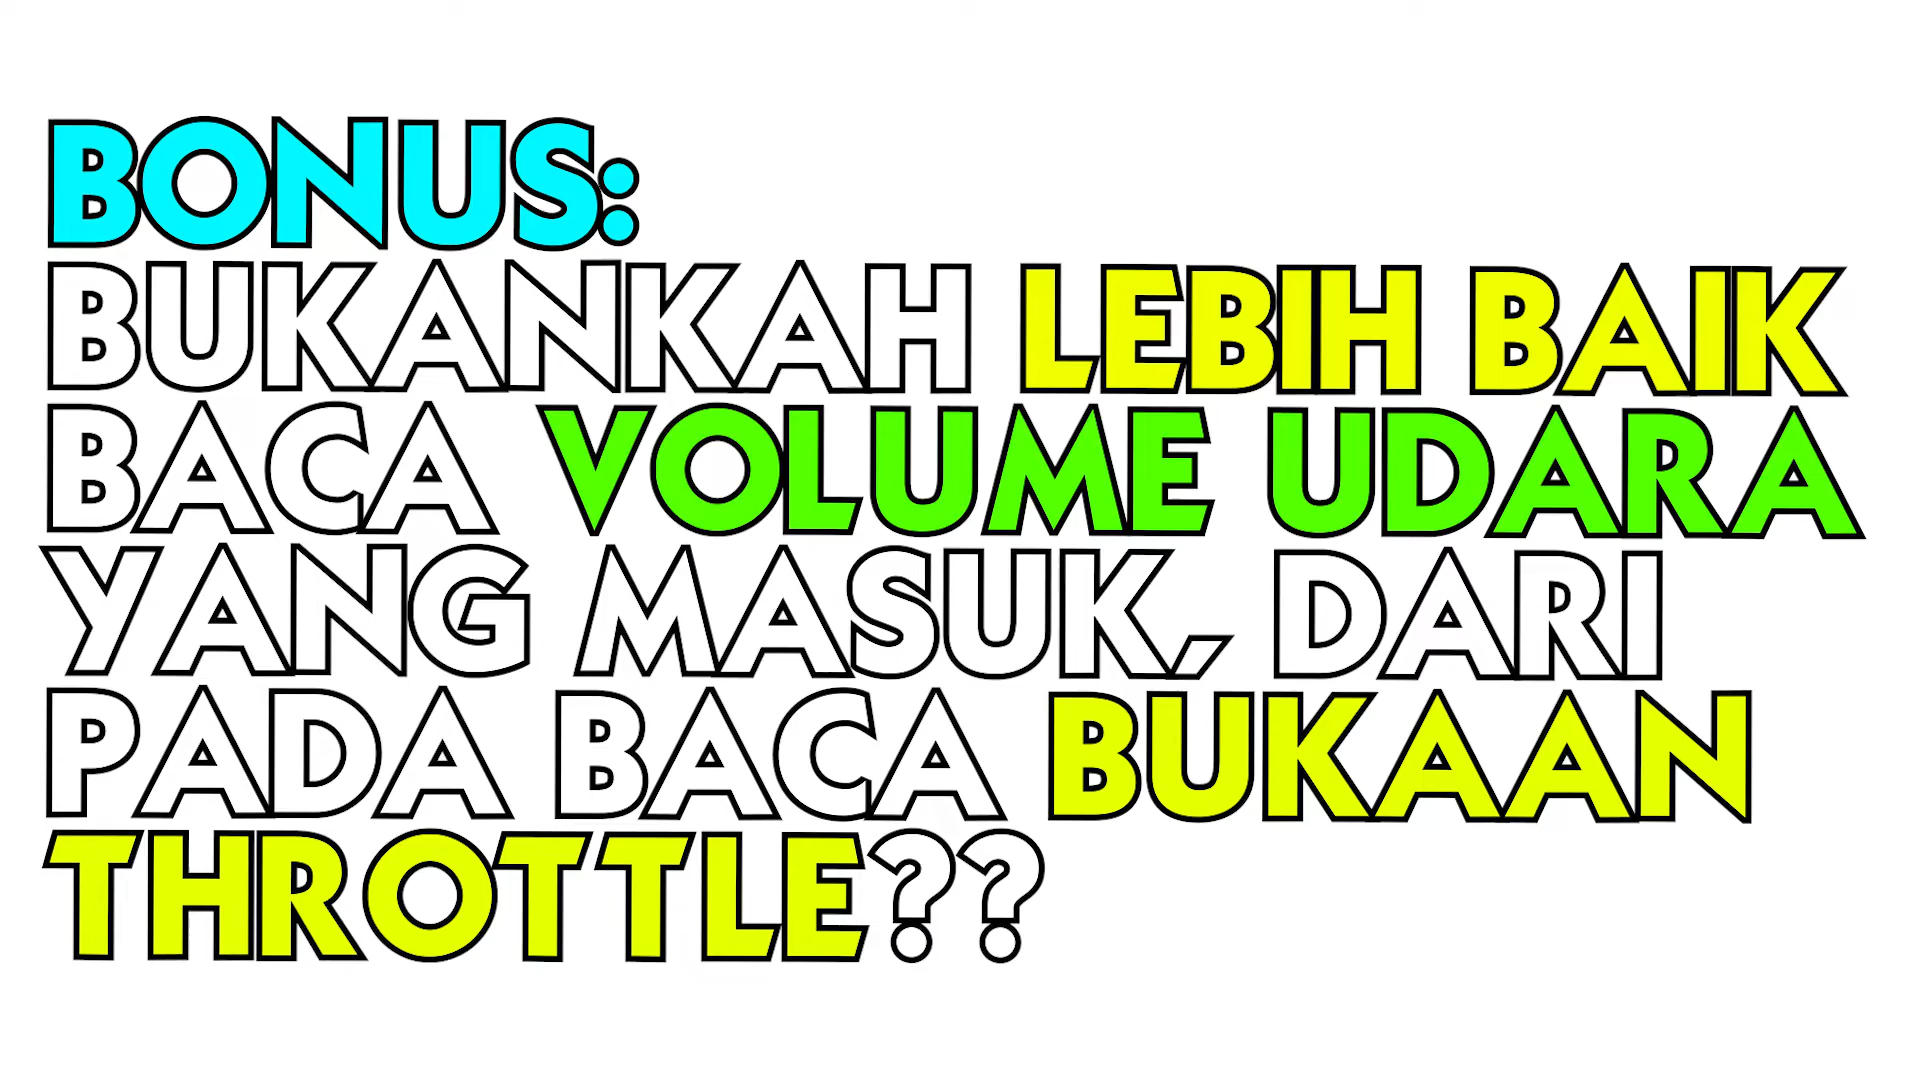 BONUS:
BUKANKAH LEBIH BAIK
BACA VOLUME UDARA
YANG MASUK, DARI
PADA BACA BUKAAN
THROTTLE??